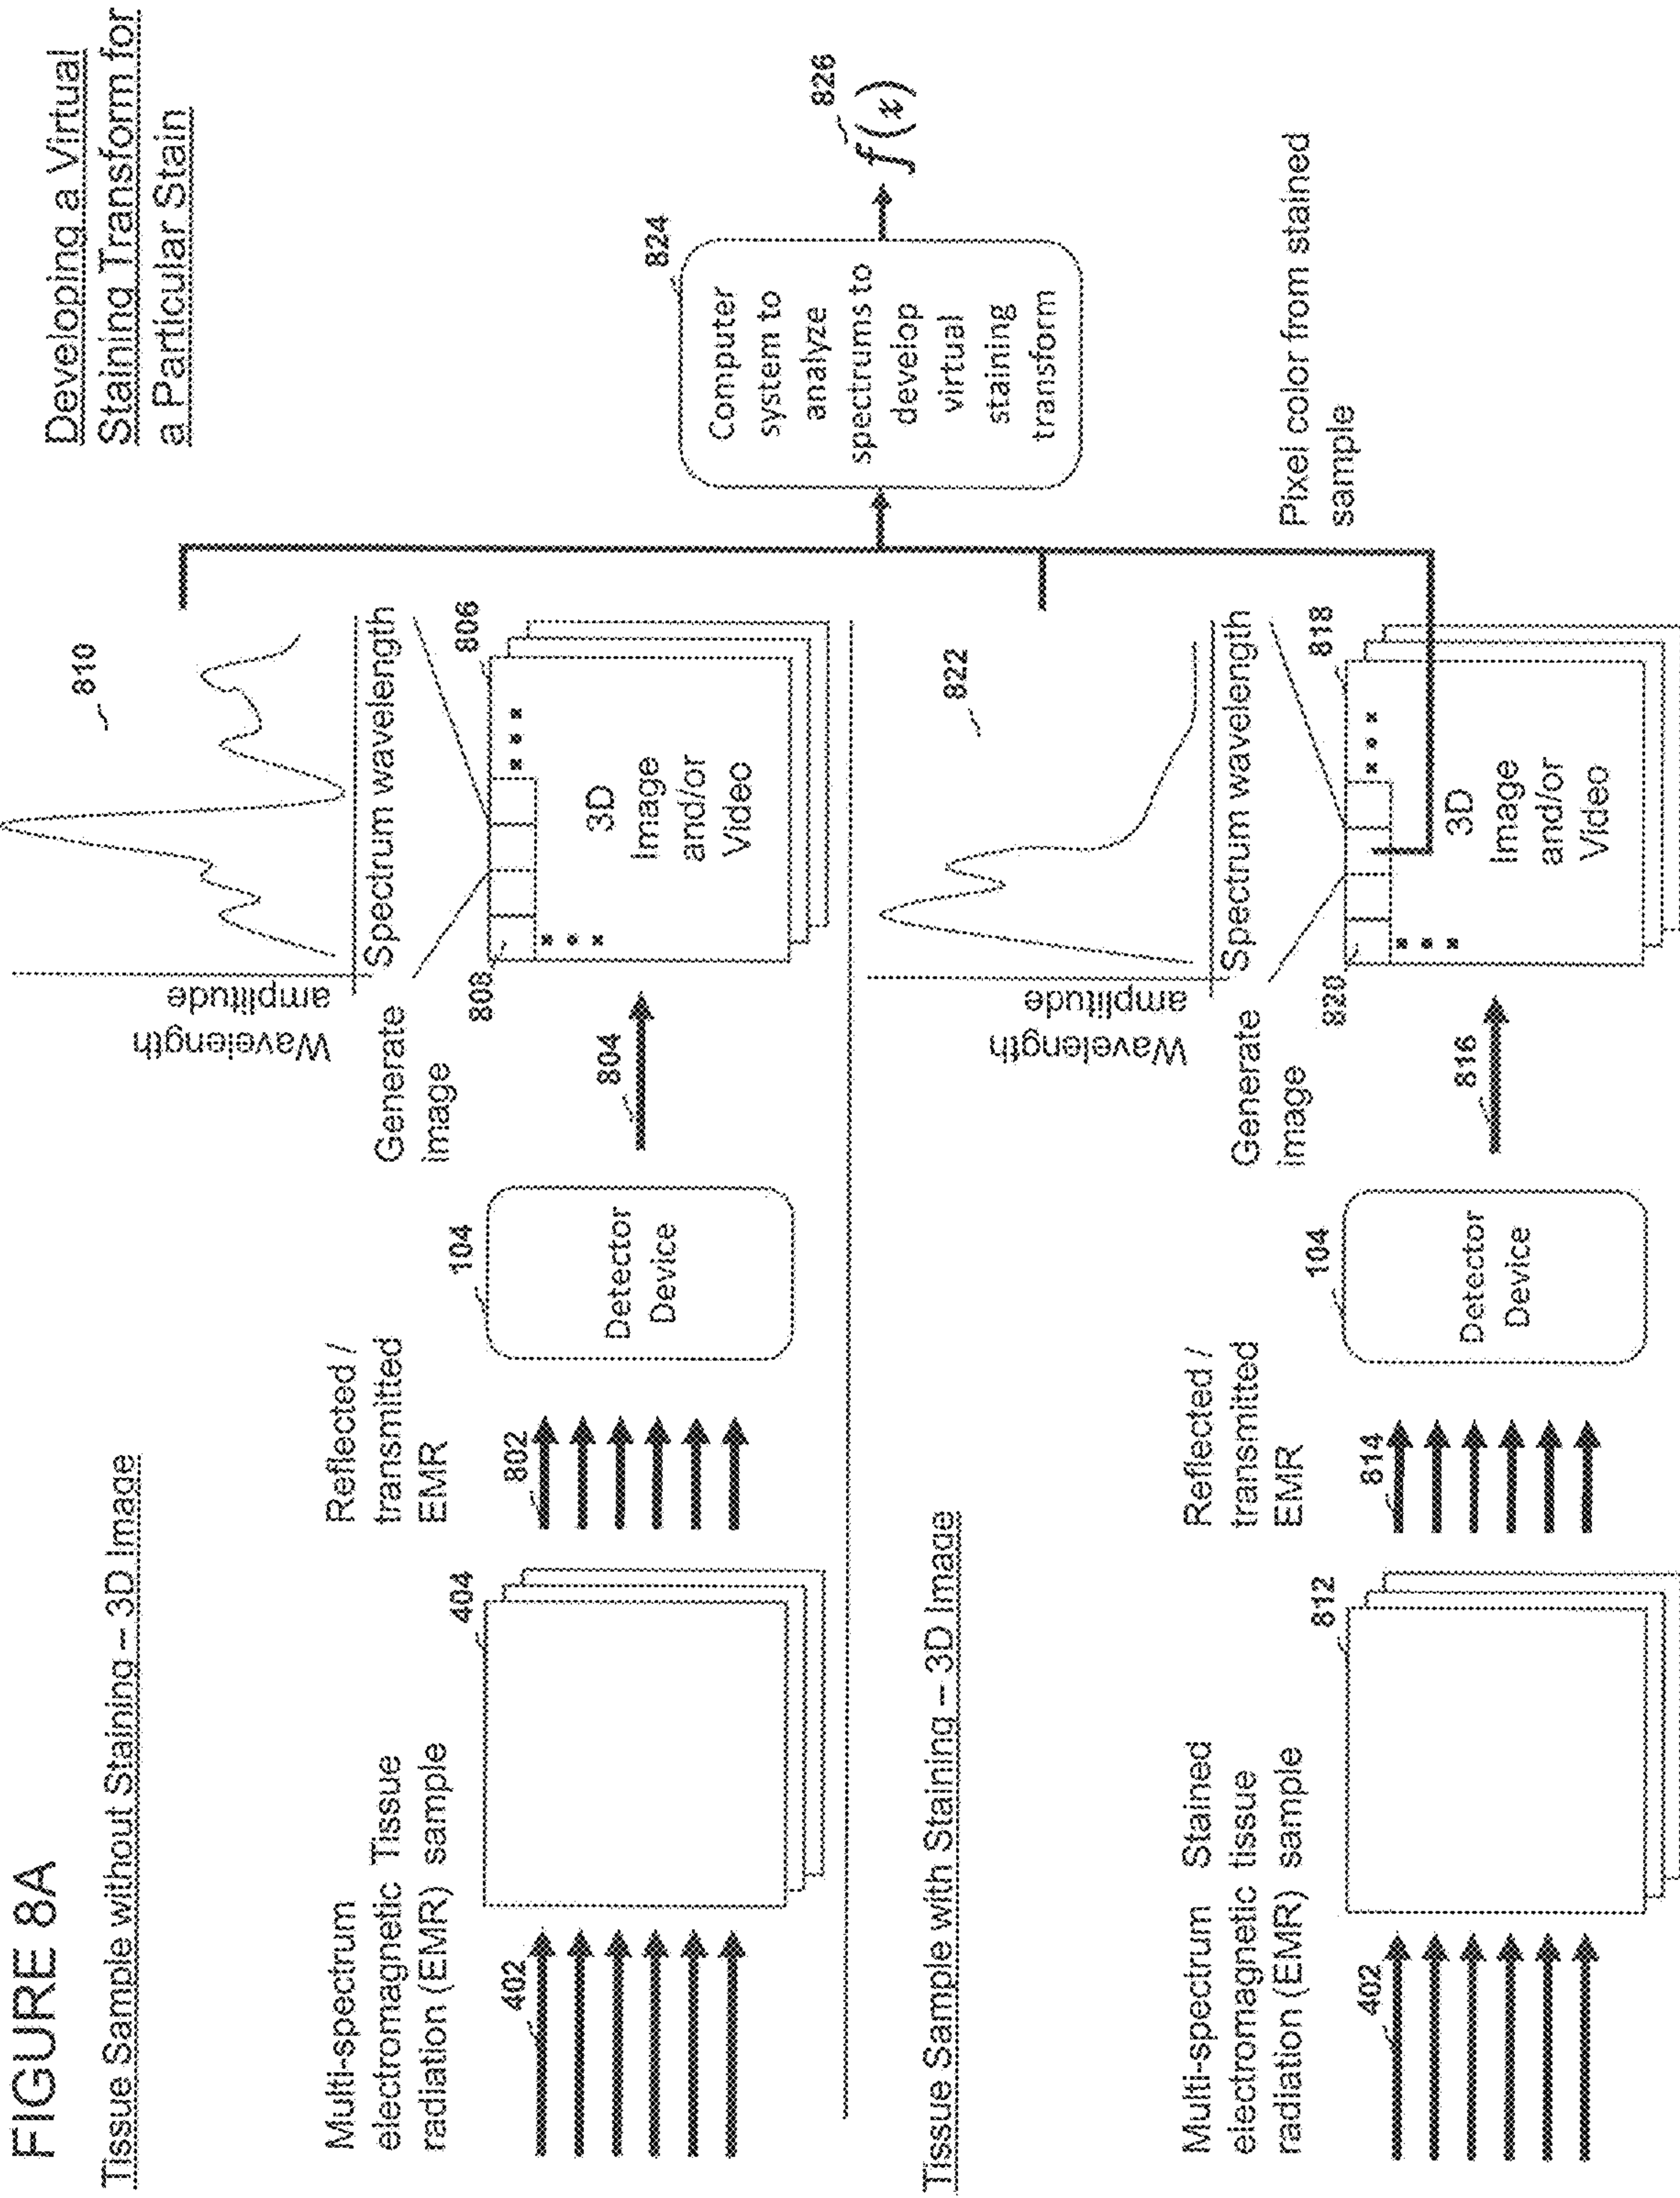 FIGURE 8A
Developing a Virtual
Staining Transform for
a Particular Stain
Tissue Sample without Staining – 3D Image
Multi-spectrum
electromagnetic
radiation (EMR)
Tissue
sample
402
404
Reflected /
transmitted
EMR
802
104
Detector
Device
Generate
image
804
Wavelength
amplitude
810
Spectrum wavelength
808
806
3D
Image
and/or
Video
824
Computer
system to
analyze
spectrums to
develop
virtual
staining
transform
826
f(x)
Tissue Sample with Staining – 3D Image
Multi-spectrum
electromagnetic
radiation (EMR)
Stained
tissue
sample
402
812
Reflected /
transmitted
EMR
814
104
Detector
Device
Generate
image
816
Wavelength
amplitude
822
Spectrum wavelength
820
818
3D
Image
and/or
Video
Pixel color from stained
sample